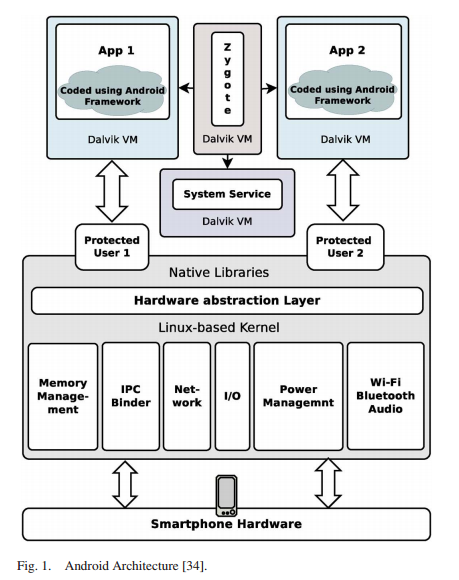 App 1
Coded using Android
Framework
Dalvik VM
Zygote
Dalvik VM
App 2
Coded using Android
Framework
Dalvik VM
System Service
Dalvik VM
Protected
User 1
Protected
User 2
Native Libraries
Hardware abstraction Layer
Linux-based Kernel
Memory
Manage-
ment
IPC
Binder
Net-
work
I/O
Power
Managemnt
Wi-Fi
Bluetooth
Audio
Smartphone Hardware
Fig. 1. Android Architecture [34].